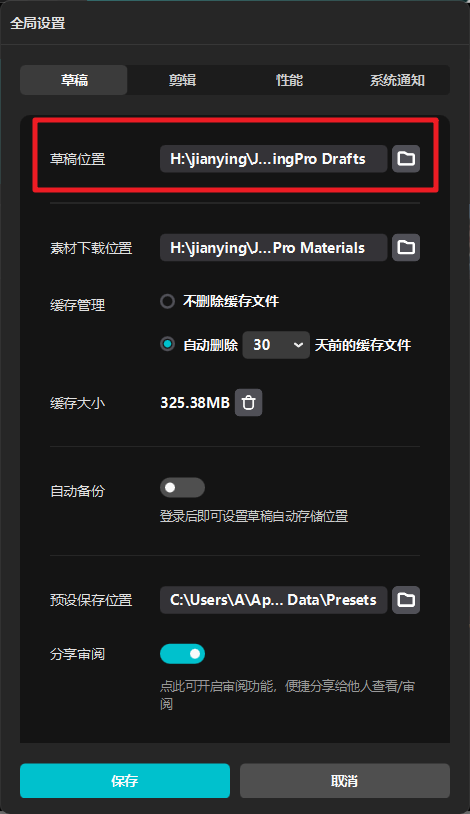 全局设置
草稿 剪辑 性能 系统通知
草稿位置 H:\jianying\J...ingPro Drafts
素材下载位置 H:\jianying\J...Pro Materials
缓存管理 不删除缓存文件
自动删除 30 天前的缓存文件
缓存大小 325.38MB
自动备份
登录后即可设置草稿自动存储位置
预设保存位置 C:\Users\A\Ap... Data\Presets
分享审阅
点此可开启审阅功能，便捷分享给他人查看/审
阅
保存 取消